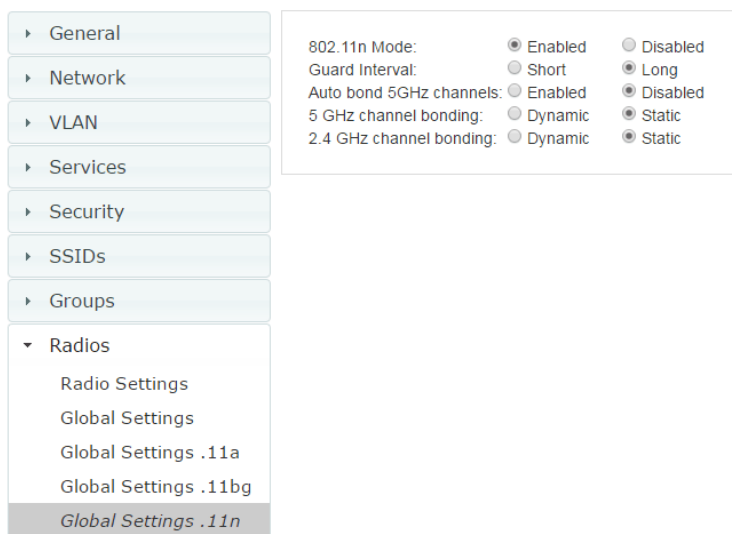 General
Network
VLAN
Services
Security
SSIDs
Groups
Radios
Radio Settings
Global Settings
Global Settings .11a
Global Settings .11bg
Global Settings .11n
802.11n Mode: Enabled Disabled
Guard Interval: Short Long
Auto bond 5GHz channels: Enabled Disabled
5 GHz channel bonding: Dynamic Static
2.4 GHz channel bonding: Dynamic Static